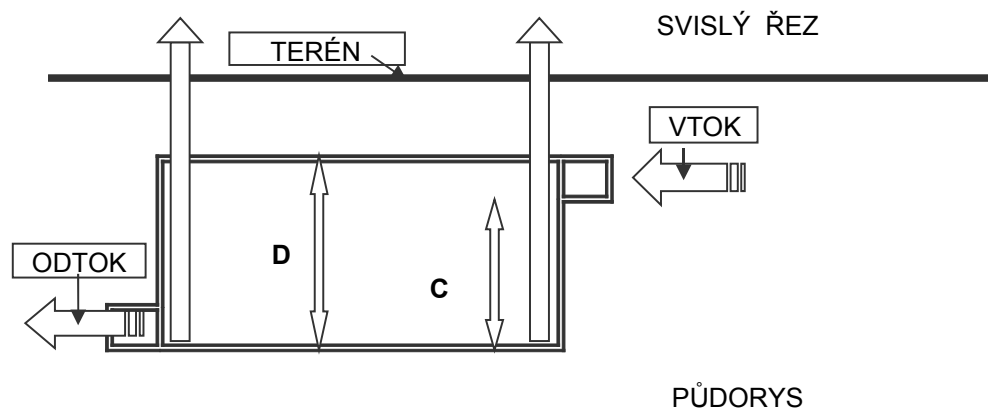 SVISLÝ ŘEZ
TERÉN
VTOK
D
ODTOK
C
PŮDORYS